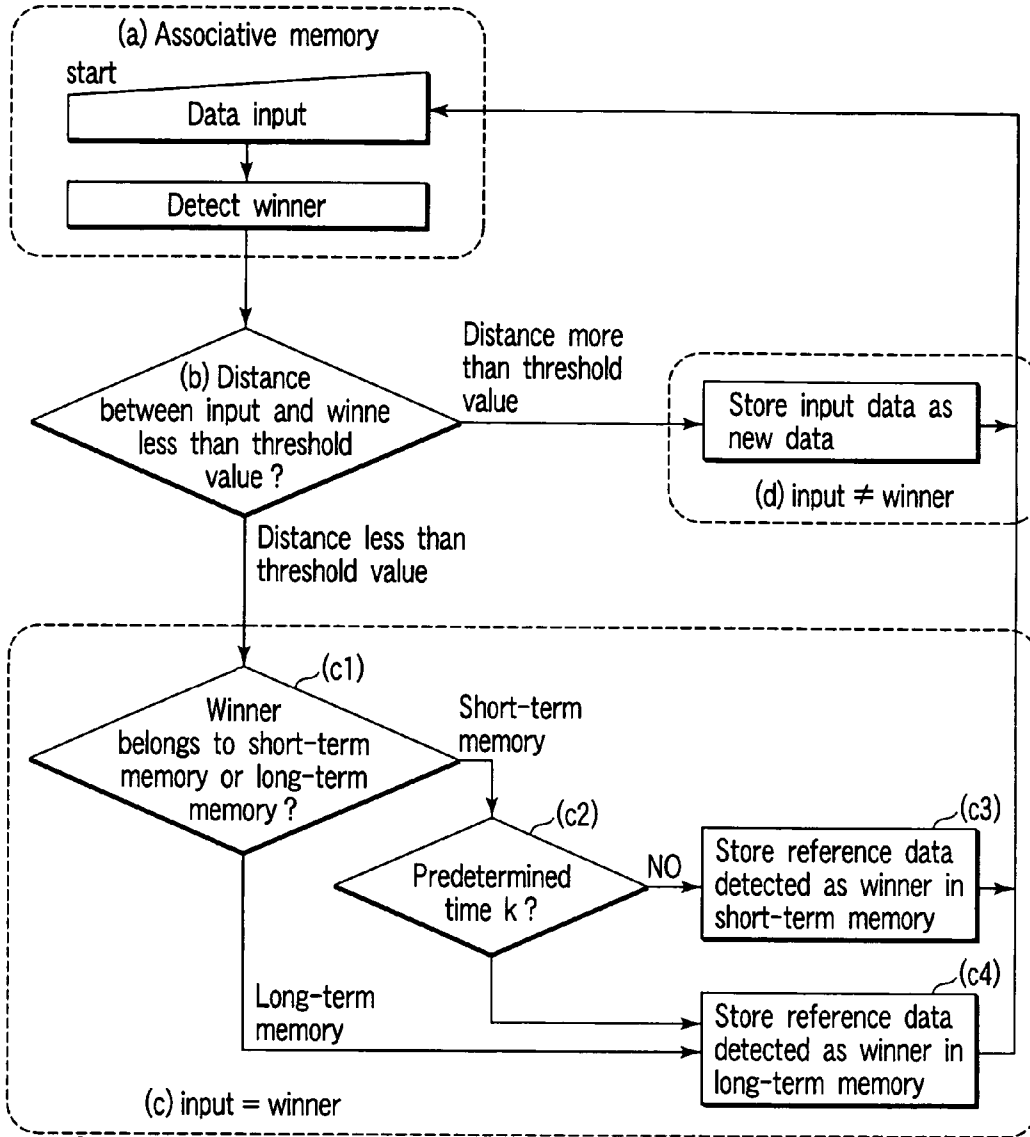 (a) Associative memory
start
Data input
Detect winner
(b) Distance
between input and winne
less than threshold
value ?
Distance more
than threshold
value
Store input data as
new data
(d) input ≠ winner
Distance less than
threshold value
(c1)
Winner
belongs to short-term
memory or long-term
memory ?
Short-term
memory
(c2)
Predetermined
time k ?
NO
(c3)
Store reference data
detected as winner in
short-term memory
(c4)
Store reference data
detected as winner in
long-term memory
Long-term
memory
(c) input = winner